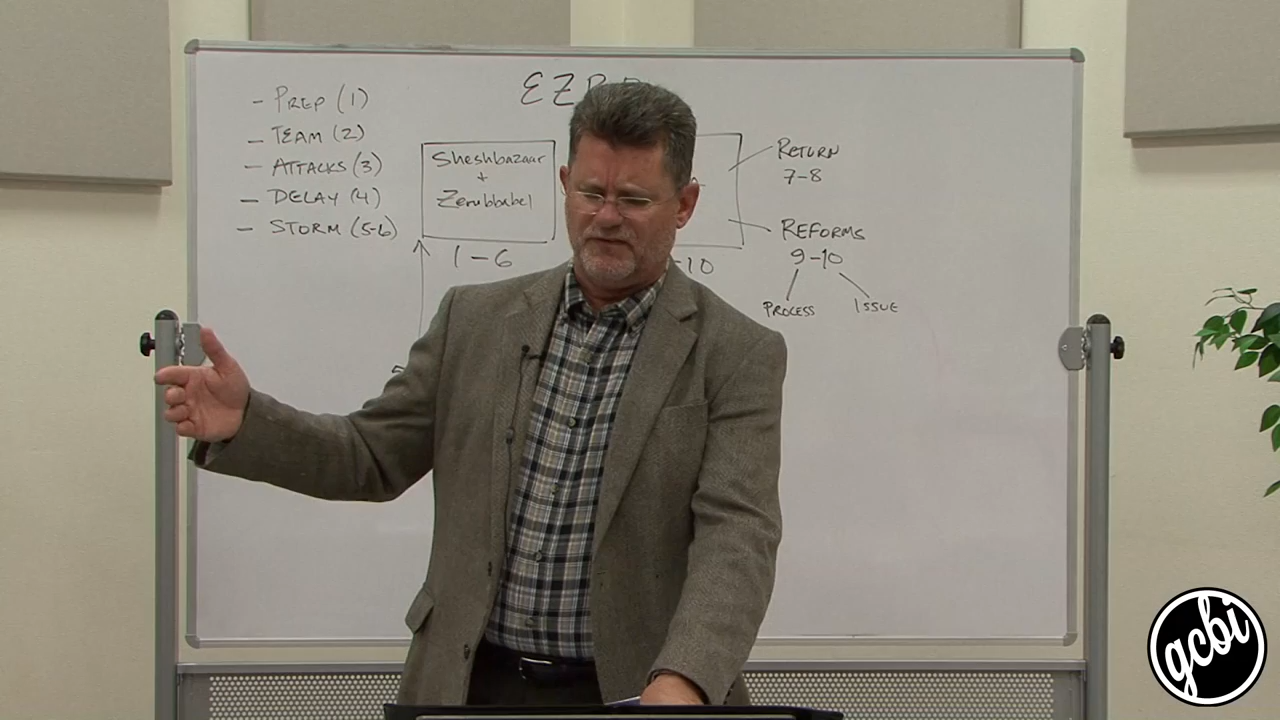 EZR
- PREP (1)
- TEAM (2)
- ATTACKS (3)
- DELAY (4)
- STORM (5-6)
Sheshbazaar
+
Zerubbabel
1-6
-10
RETURN
7-8
REFORMS
9-10
PROCESS
ISSUE
gcbi